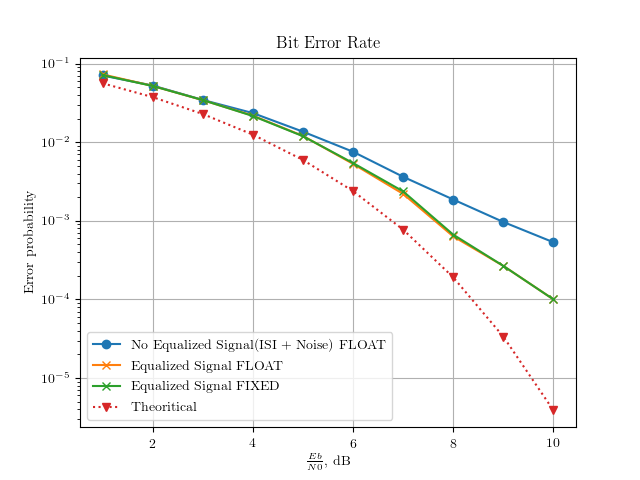 Bit Error Rate
10⁻¹
10⁻²
10⁻³
10⁻⁴
10⁻⁵
Error probability
No Equalized Signal(ISI + Noise) FLOAT
Equalized Signal FLOAT
Equalized Signal FIXED
Theoritical
2 4 6 8 10
Eb/N0, dB